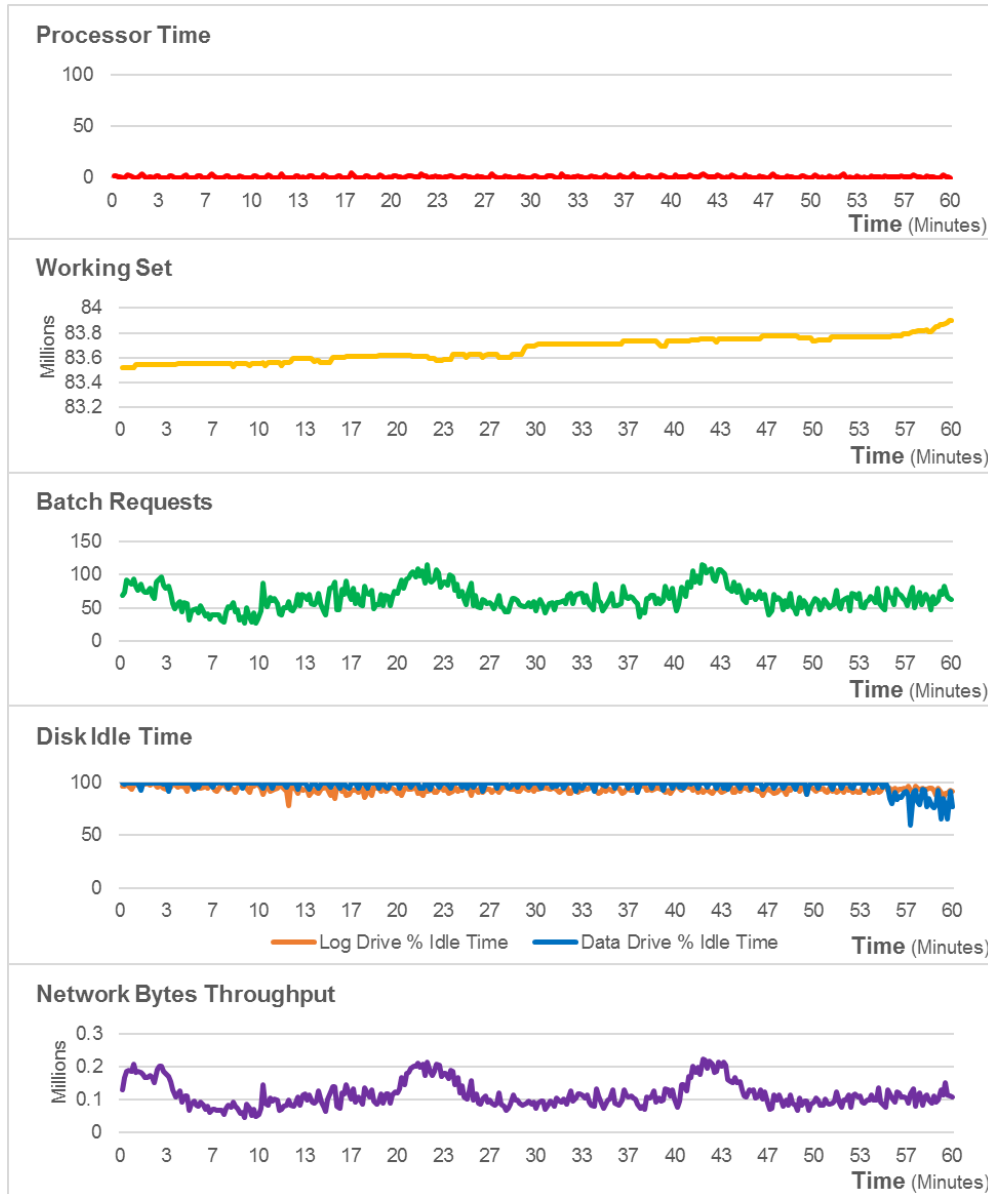 Processor Time
100
50
0
0 3 7 10 13 17 20 23 27 30 33 37 40 43 47 50 53 57 60
Time (Minutes)
Working Set
Millions
84
83.8
83.6
83.4
83.2
0 3 7 10 13 17 20 23 27 30 33 37 40 43 47 50 53 57 60
Time (Minutes)
Batch Requests
150
100
50
0
0 3 7 10 13 17 20 23 27 30 33 37 40 43 47 50 53 57 60
Time (Minutes)
Disk Idle Time
100
50
0
0 3 7 10 13 17 20 23 27 30 33 37 40 43 47 50 53 57 60
Log Drive % Idle Time Data Drive % Idle Time Time (Minutes)
Network Bytes Throughput
Millions
0.3
0.2
0.1
0
0 3 7 10 13 17 20 23 27 30 33 37 40 43 47 50 53 57 60
Time (Minutes)